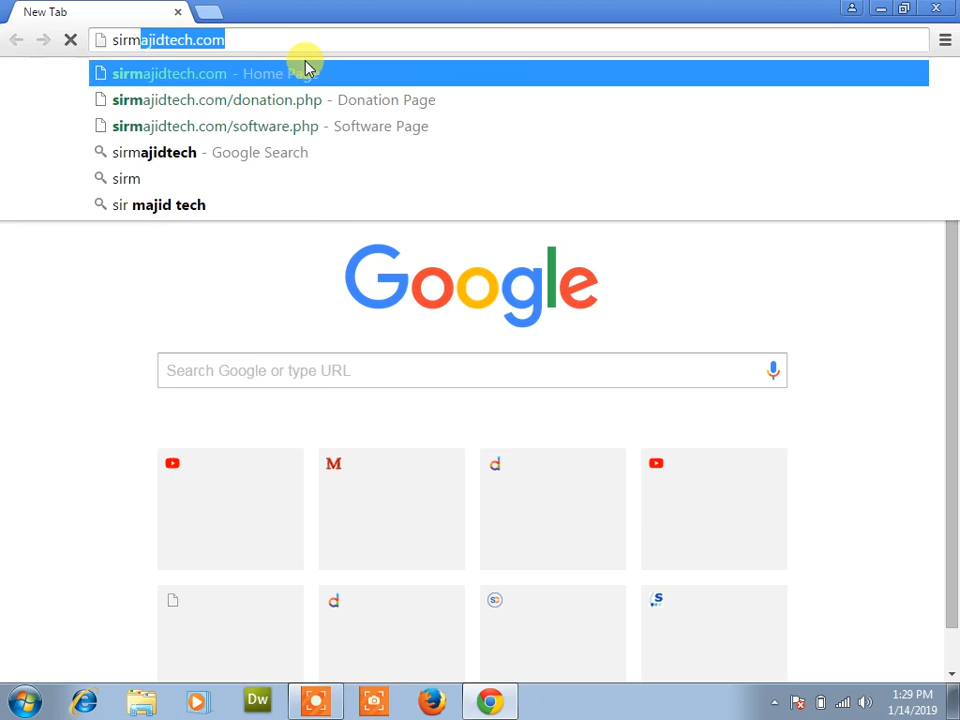 New Tab
sirmajidtech.com
sirmajidtech.com - Home Page
sirmajidtech.com/donation.php - Donation Page
sirmajidtech.com/software.php - Software Page
sirmajidtech - Google Search
sirm
sir majid tech
Google
Search Google or type URL
M
d
d
SC
S
Dw
1:29 PM
1/14/2019